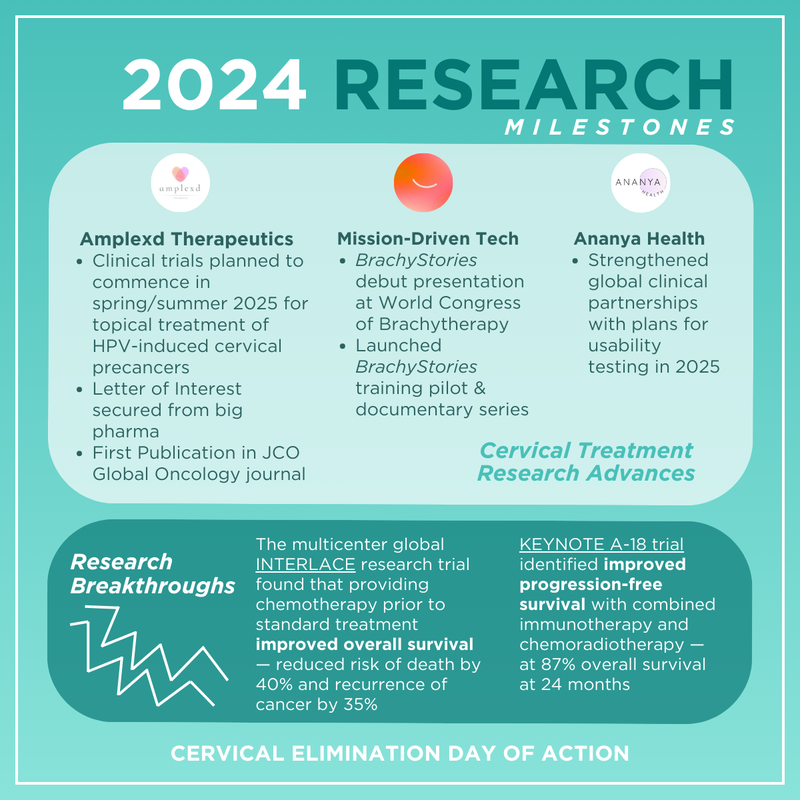 2024 RESEARCH
MILESTONES
amplexd
ANANYA
HEALTH
Amplexd Therapeutics
• Clinical trials planned to
commence in
spring/summer 2025 for
topical treatment of
HPV-induced cervical
precancers
• Letter of Interest
secured from big
pharma
• First Publication in JCO
Global Oncology journal
Mission-Driven Tech
• BrachyStories
debut presentation
at World Congress
of Brachytherapy
• Launched
BrachyStories
training pilot &
documentary series
Ananya Health
• Strengthened
global clinical
partnerships
with plans for
usability
testing in 2025
Cervical Treatment
Research Advances
Research
Breakthroughs
The multicenter global
INTERLACE research trial
found that providing
chemotherapy prior to
standard treatment
improved overall survival
— reduced risk of death by
40% and recurrence of
cancer by 35%
KEYNOTE A-18 trial
identified improved
progression-free
survival with combined
immunotherapy and
chemoradiotherapy —
at 87% overall survival
at 24 months
CERVICAL ELIMINATION DAY OF ACTION